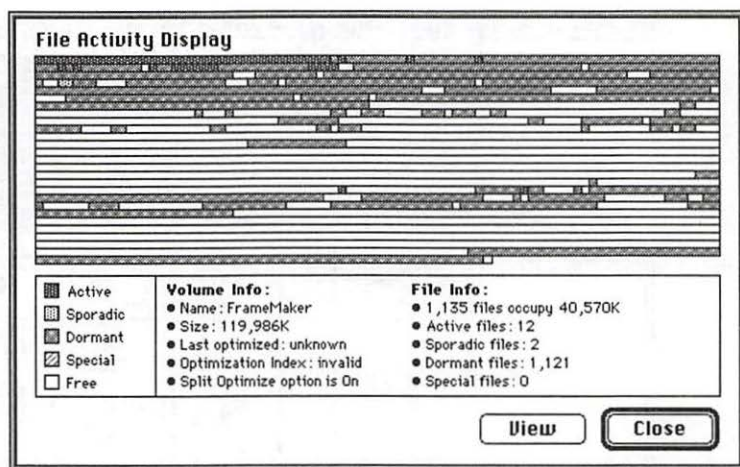 File Activity Display
Active
Sporadic
Dormant
Special
Free
Volume Info:
● Name: FrameMaker
● Size: 119,986K
● Last optimized: unknown
● Optimization Index: invalid
● Split Optimize option is On
File Info:
● 1,135 files occupy 40,570K
● Active files: 12
● Sporadic files: 2
● Dormant files: 1,121
● Special files: 0
View
Close